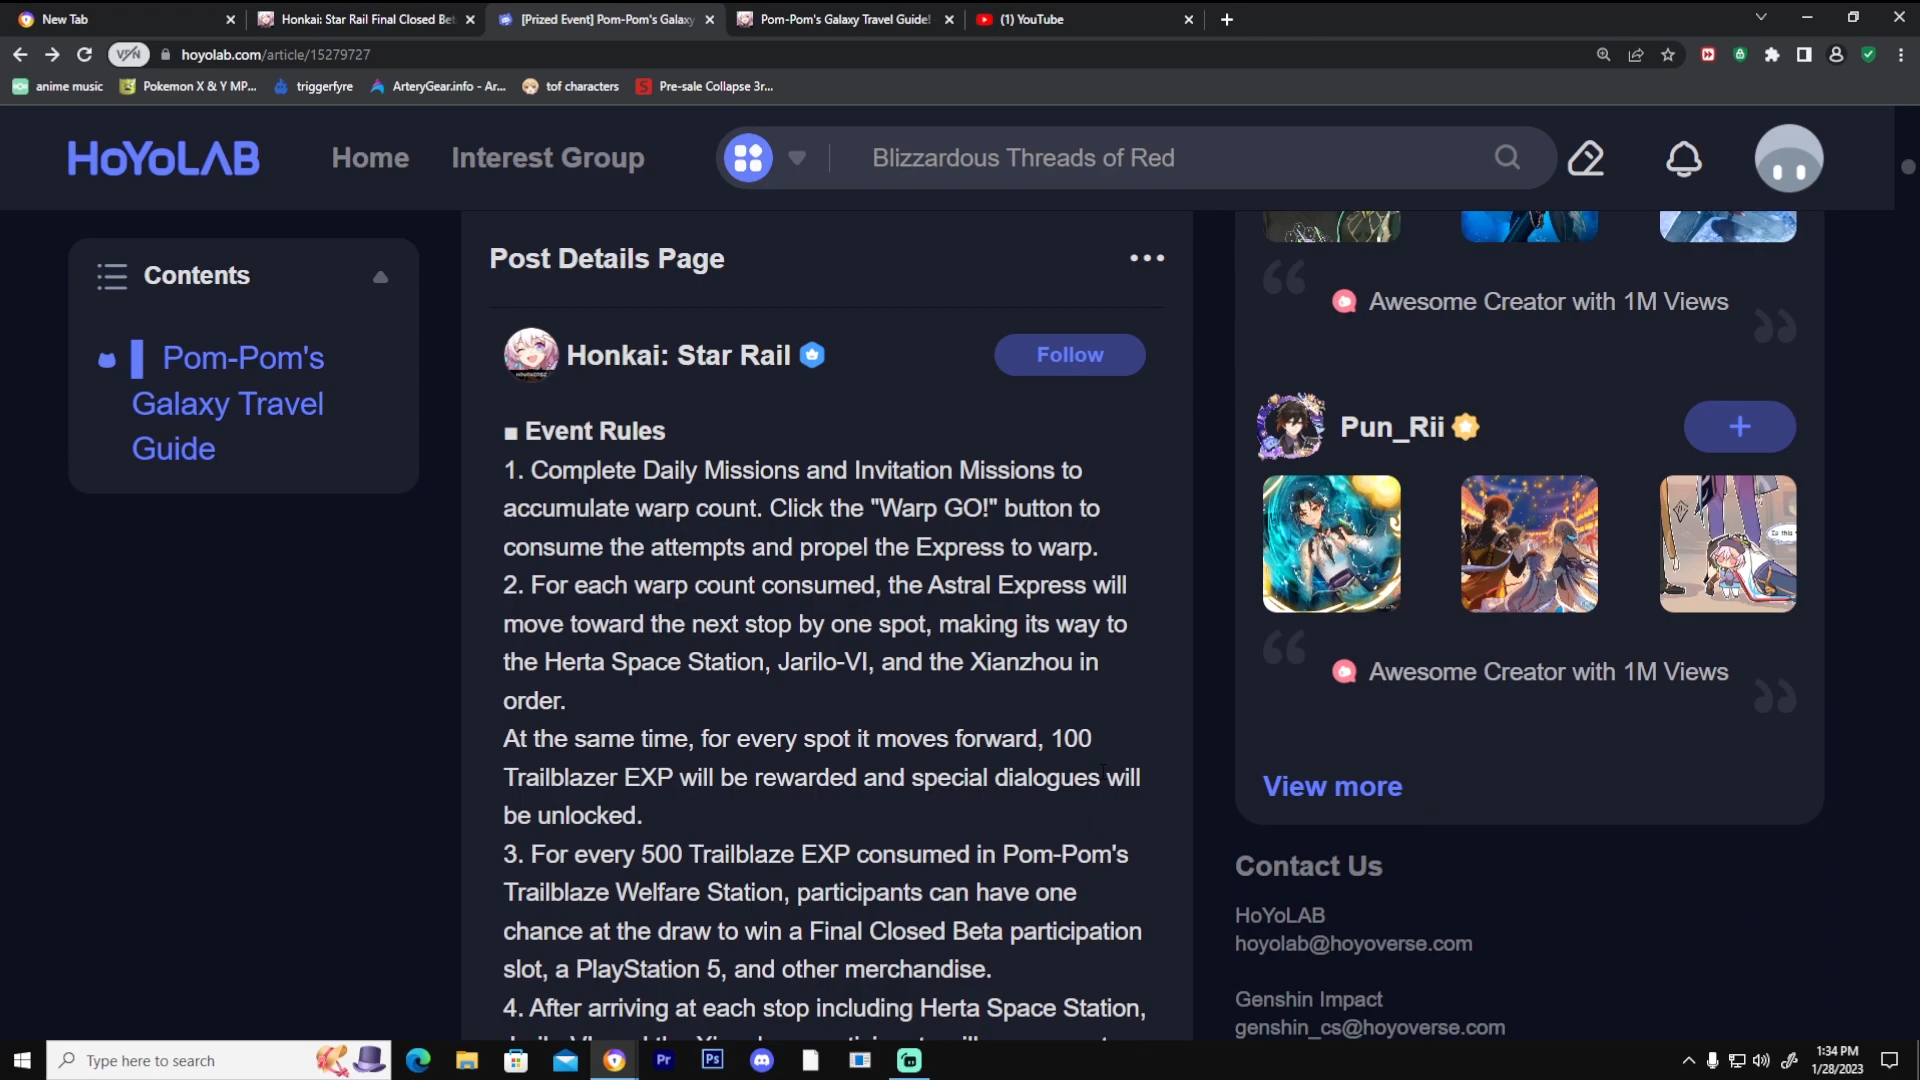 New Tab
Honkai: Star Rail Final Closed Bet
[Prized Event] Pom-Pom's Galaxy
Pom-Pom's Galaxy Travel Guide!
(1) YouTube
VPN
hoyolab.com/article/15279727
anime music
Pokemon X & Y MP...
triggerfyre
ArteryGear.info - Ar...
tof characters
Pre-sale Collapse 3r...
HoYoLAB
Home
Interest Group
Blizzardous Threads of Red
Contents
Pom-Pom's
Galaxy Travel
Guide
Post Details Page
Honkai: Star Rail
Follow
■ Event Rules
1. Complete Daily Missions and Invitation Missions to
accumulate warp count. Click the "Warp GO!" button to
consume the attempts and propel the Express to warp.
2. For each warp count consumed, the Astral Express will
move toward the next stop by one spot, making its way to
the Herta Space Station, Jarilo-VI, and the Xianzhou in
order.
At the same time, for every spot it moves forward, 100
Trailblazer EXP will be rewarded and special dialogues will
be unlocked.
3. For every 500 Trailblaze EXP consumed in Pom-Pom's
Trailblaze Welfare Station, participants can have one
chance at the draw to win a Final Closed Beta participation
slot, a PlayStation 5, and other merchandise.
4. After arriving at each stop including Herta Space Station,
Awesome Creator with 1M Views
Pun_Rii
Awesome Creator with 1M Views
View more
Contact Us
HoYoLAB
hoyolab@hoyoverse.com
Genshin Impact
genshin_cs@hoyoverse.com
Type here to search
Pr
Ps
1:34 PM
1/28/2023